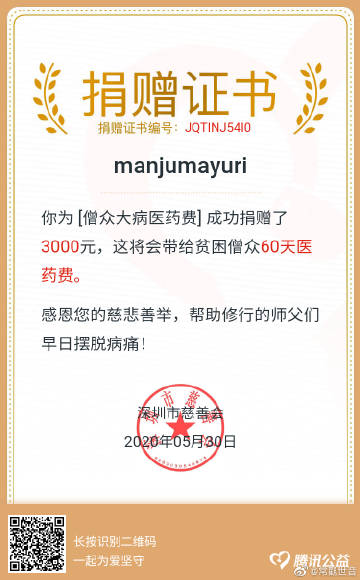 捐赠证书
捐赠证书编号：JQTINJ54I0
manjumayuri
你为 [僧众大病医药费] 成功捐赠了
3000元，这将会带给贫困僧众60天医
药费。
感恩您的慈悲善举，帮助修行的师父们
早日摆脱病痛！
深圳市慈善会
2020年05月30日
长按识别二维码
一起为爱坚守
腾讯公益